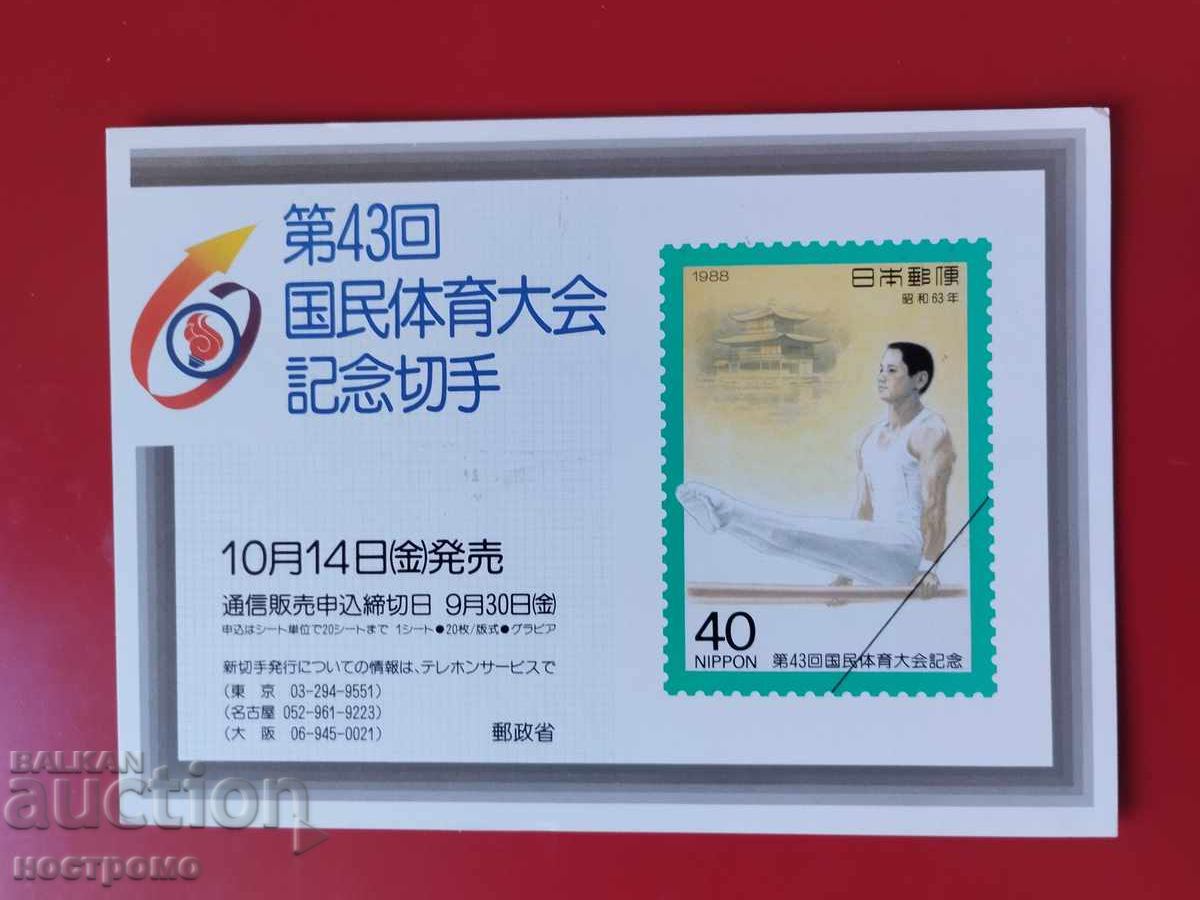 第43回
国民体育大会
記念切手
10月14日(金)発売
通信販売申込締切日 9月30日(金)
申込はシート単位で20シートまで 1シート●20枚/版式●グラビア
新切手発行についての情報は、テレホンサービスで
(東 京 03-294-9551)
(名古屋 052-961-9223)
(大 阪 06-945-0021)
郵政省
1988
日本郵便
昭和63年
40
NIPPON
第43回国民体育大会記念
BALKAN
auction
ностромо